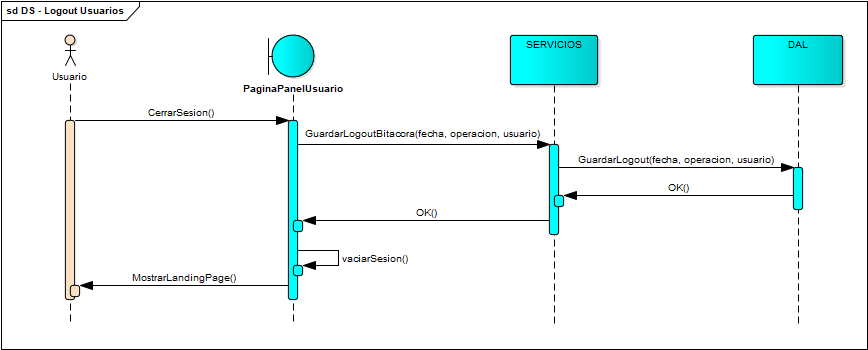 sd DS - Logout Usuarios
SERVICIOS
DAL
Usuario
PaginaPanelUsuario
CerrarSesion()
GuardarLogoutBitacora(fecha, operacion, usuario)
GuardarLogout(fecha, operacion, usuario)
OK()
OK()
vaciarSesion()
MostrarLandingPage()